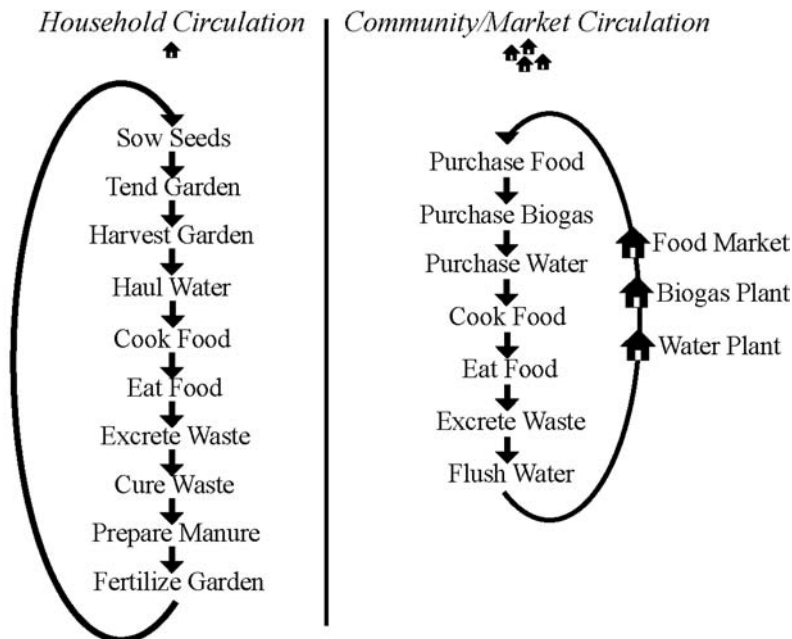 Household Circulation
Sow Seeds
Tend Garden
Harvest Garden
Haul Water
Cook Food
Eat Food
Excrete Waste
Cure Waste
Prepare Manure
Fertilize Garden
Community/Market Circulation
Purchase Food
Purchase Biogas
Purchase Water
Cook Food
Eat Food
Excrete Waste
Flush Water
Food Market
Biogas Plant
Water Plant